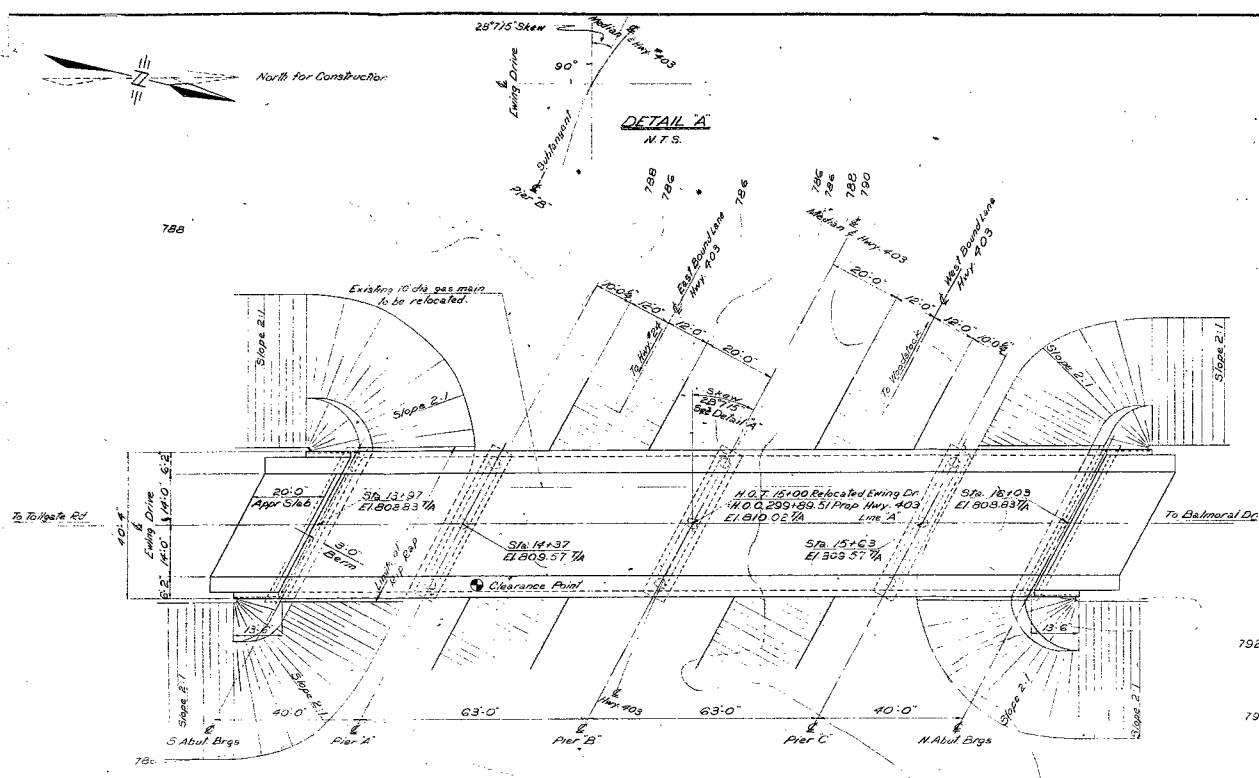 28°7'15" Skew
Median ℄ Hwy. #403
90°
℄ Ewing Drive
Subtangent
℄ Pier "B"
DETAIL "A"
N.T.S.
North for Construction
788
788
786
786
786
786
788
790
Median ℄ Hwy. 403
℄ East Bound Lane
Hwy. 403
℄ West Bound Lane
Hwy. 403
Existing 10" dia gas main
to be relocated.
10'-0"
12'-0"
12'-0"
20'-0"
20'-0"
12'-0"
12'-0"
10'-0"
To Hwy. #24
To Woodstock
Slope 2:1
Slope 2:1
Slope 2:1
Slope 2:1
Skew
28°7'15"
See Detail "A"
40'-4"
℄ Ewing Drive
6'-2"
14'-0"
14'-0"
6'-2"
To Tollgate Rd
To Balmoral Dr.
20'-0"
Appr Slab
Sta 13+97
El. 808.83 T/A
3'-0"
Berm
Limit of
Rip Rap
Sta. 14+37
El. 809.57 T/A
H.O.T. 15+00 Relocated Ewing Dr.
H.O.C. 299+89.51 Prop Hwy. 403
El. 810.02 T/A Line "A"
Sta. 15+63
El. 809.57 T/A
Sta. 16+03
El. 808.83 T/A
Clearance Point
13'-6"
13'-6"
Slope 2:1
Slope 2:1
Slope 2:1
Slope 2:1
792
40'-0"
63'-0"
63'-0"
40'-0"
℄ Hwy. 403
℄ S. Abut. Brgs
℄ Pier "A"
℄ Pier "B"
℄ Pier "C"
℄ N. Abut. Brgs